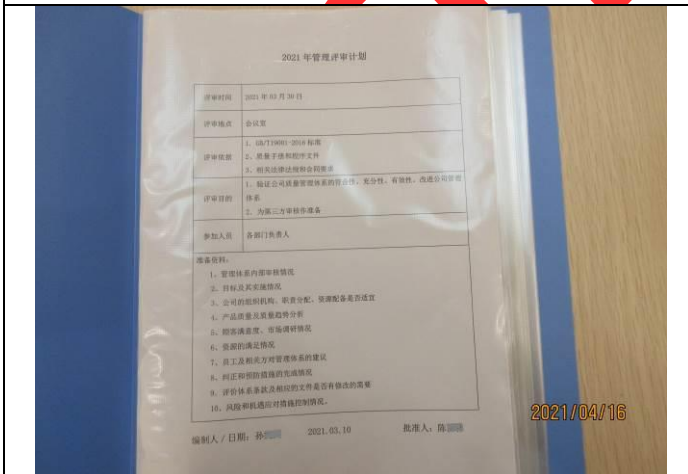 2021 年管理评审计划
评审时间 2021 年 03 月 30 日
评审地点 会议室
评审依据
1、GB/T19001-2016 标准
2、质量手册和程序文件
3、相关法律法规和合同要求
评审目的
1、验证公司质量管理体系的管业性、充分性、有效性，改进公司管理
体系
2、为第三方审核作准备
参加人员 各部门负责人
准备资料：
1、管理体系内部审核情况
2、目标及其实施情况
3、公司的组织机构、职责分配、资源配备是否适宜
4、产品质量及质量趋势分析
5、顾客满意度、市场调研情况
6、资源的满足情况
7、员工及相关方对管理体系的建议
8、纠正和预防措施的完成情况
9、评价体系条款及相应的文件是否有修改的需要
10、风险和机遇应对措施控制情况。
编制人 / 日期：孙 2021.03.10 批准人：陈
2021/04/16